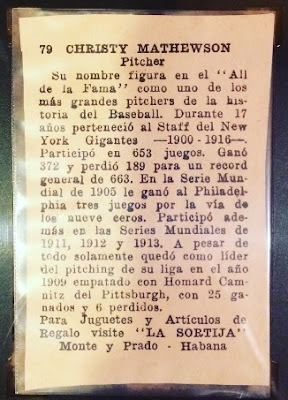 79 CHRISTY MATHEWSON
Pitcher
Su nombre figura en el "All
de la Fama" como uno de los
más grandes pitchers de la his-
toria del Baseball. Durante 17
años perteneció al Staff del New
York Gigantes —1900 - 1916—.
Participó en 653 juegos. Ganó
372 y perdió 189 para un record
general de 663. En la Serie Mun-
dial de 1905 le ganó al Philadel-
phia tres juegos por la vía de
los nueve ceros. Participó ade-
más en las Series Mundiales de
1911, 1912 y 1913. A pesar de
todo solamente quedó como líder
del pitching de su liga en el año
1909 empatado con Homard Cam-
nitz del Pittsburgh, con 25 ga-
nados y 6 perdidos.
Para Juguetes y Artículos de
Regalo visite "LA SORTIJA"
Monte y Prado - Habana